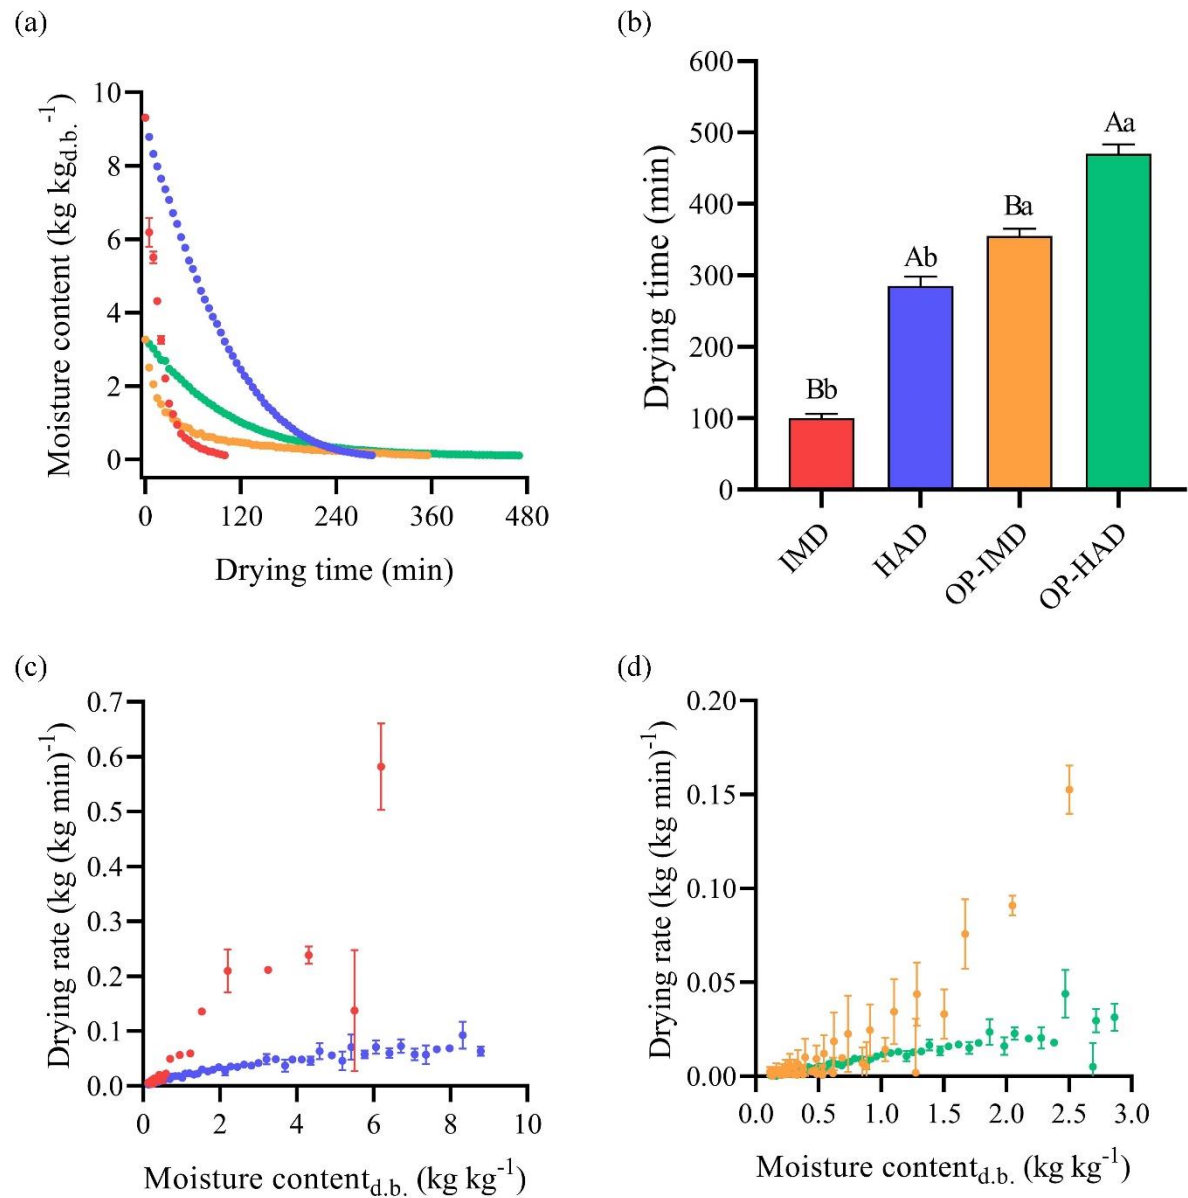 (a)
Moisture content (kg kg_d.b.^-1)
10
8
6
4
2
0
0 120 240 360 480
Drying time (min)
(b)
Drying time (min)
600
500
400
300
200
100
0
Bb Ab Ba Aa
IMD HAD OP-IMD OP-HAD
(c)
Drying rate (kg (kg min)^-1
0.7
0.6
0.5
0.4
0.3
0.2
0.1
0.0
0 2 4 6 8 10
Moisture content_d.b. (kg kg^-1)
(d)
Drying rate (kg (kg min)^-1
0.20
0.15
0.10
0.05
0.00
0.0 0.5 1.0 1.5 2.0 2.5 3.0
Moisture content_d.b. (kg kg^-1)